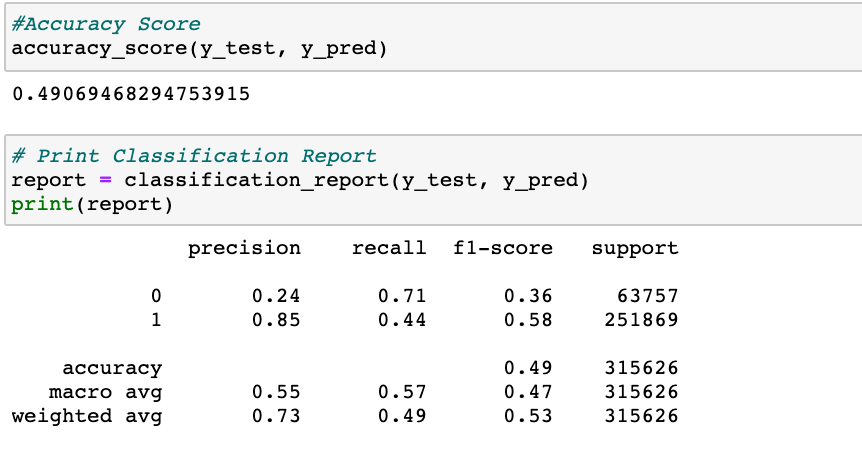 #Accuracy Score
accuracy_score(y_test, y_pred)
0.49069468294753915
# Print Classification Report
report = classification_report(y_test, y_pred)
print(report)
precision recall f1-score support
0 0.24 0.71 0.36 63757
1 0.85 0.44 0.58 251869
accuracy 0.49 315626
macro avg 0.55 0.57 0.47 315626
weighted avg 0.73 0.49 0.53 315626